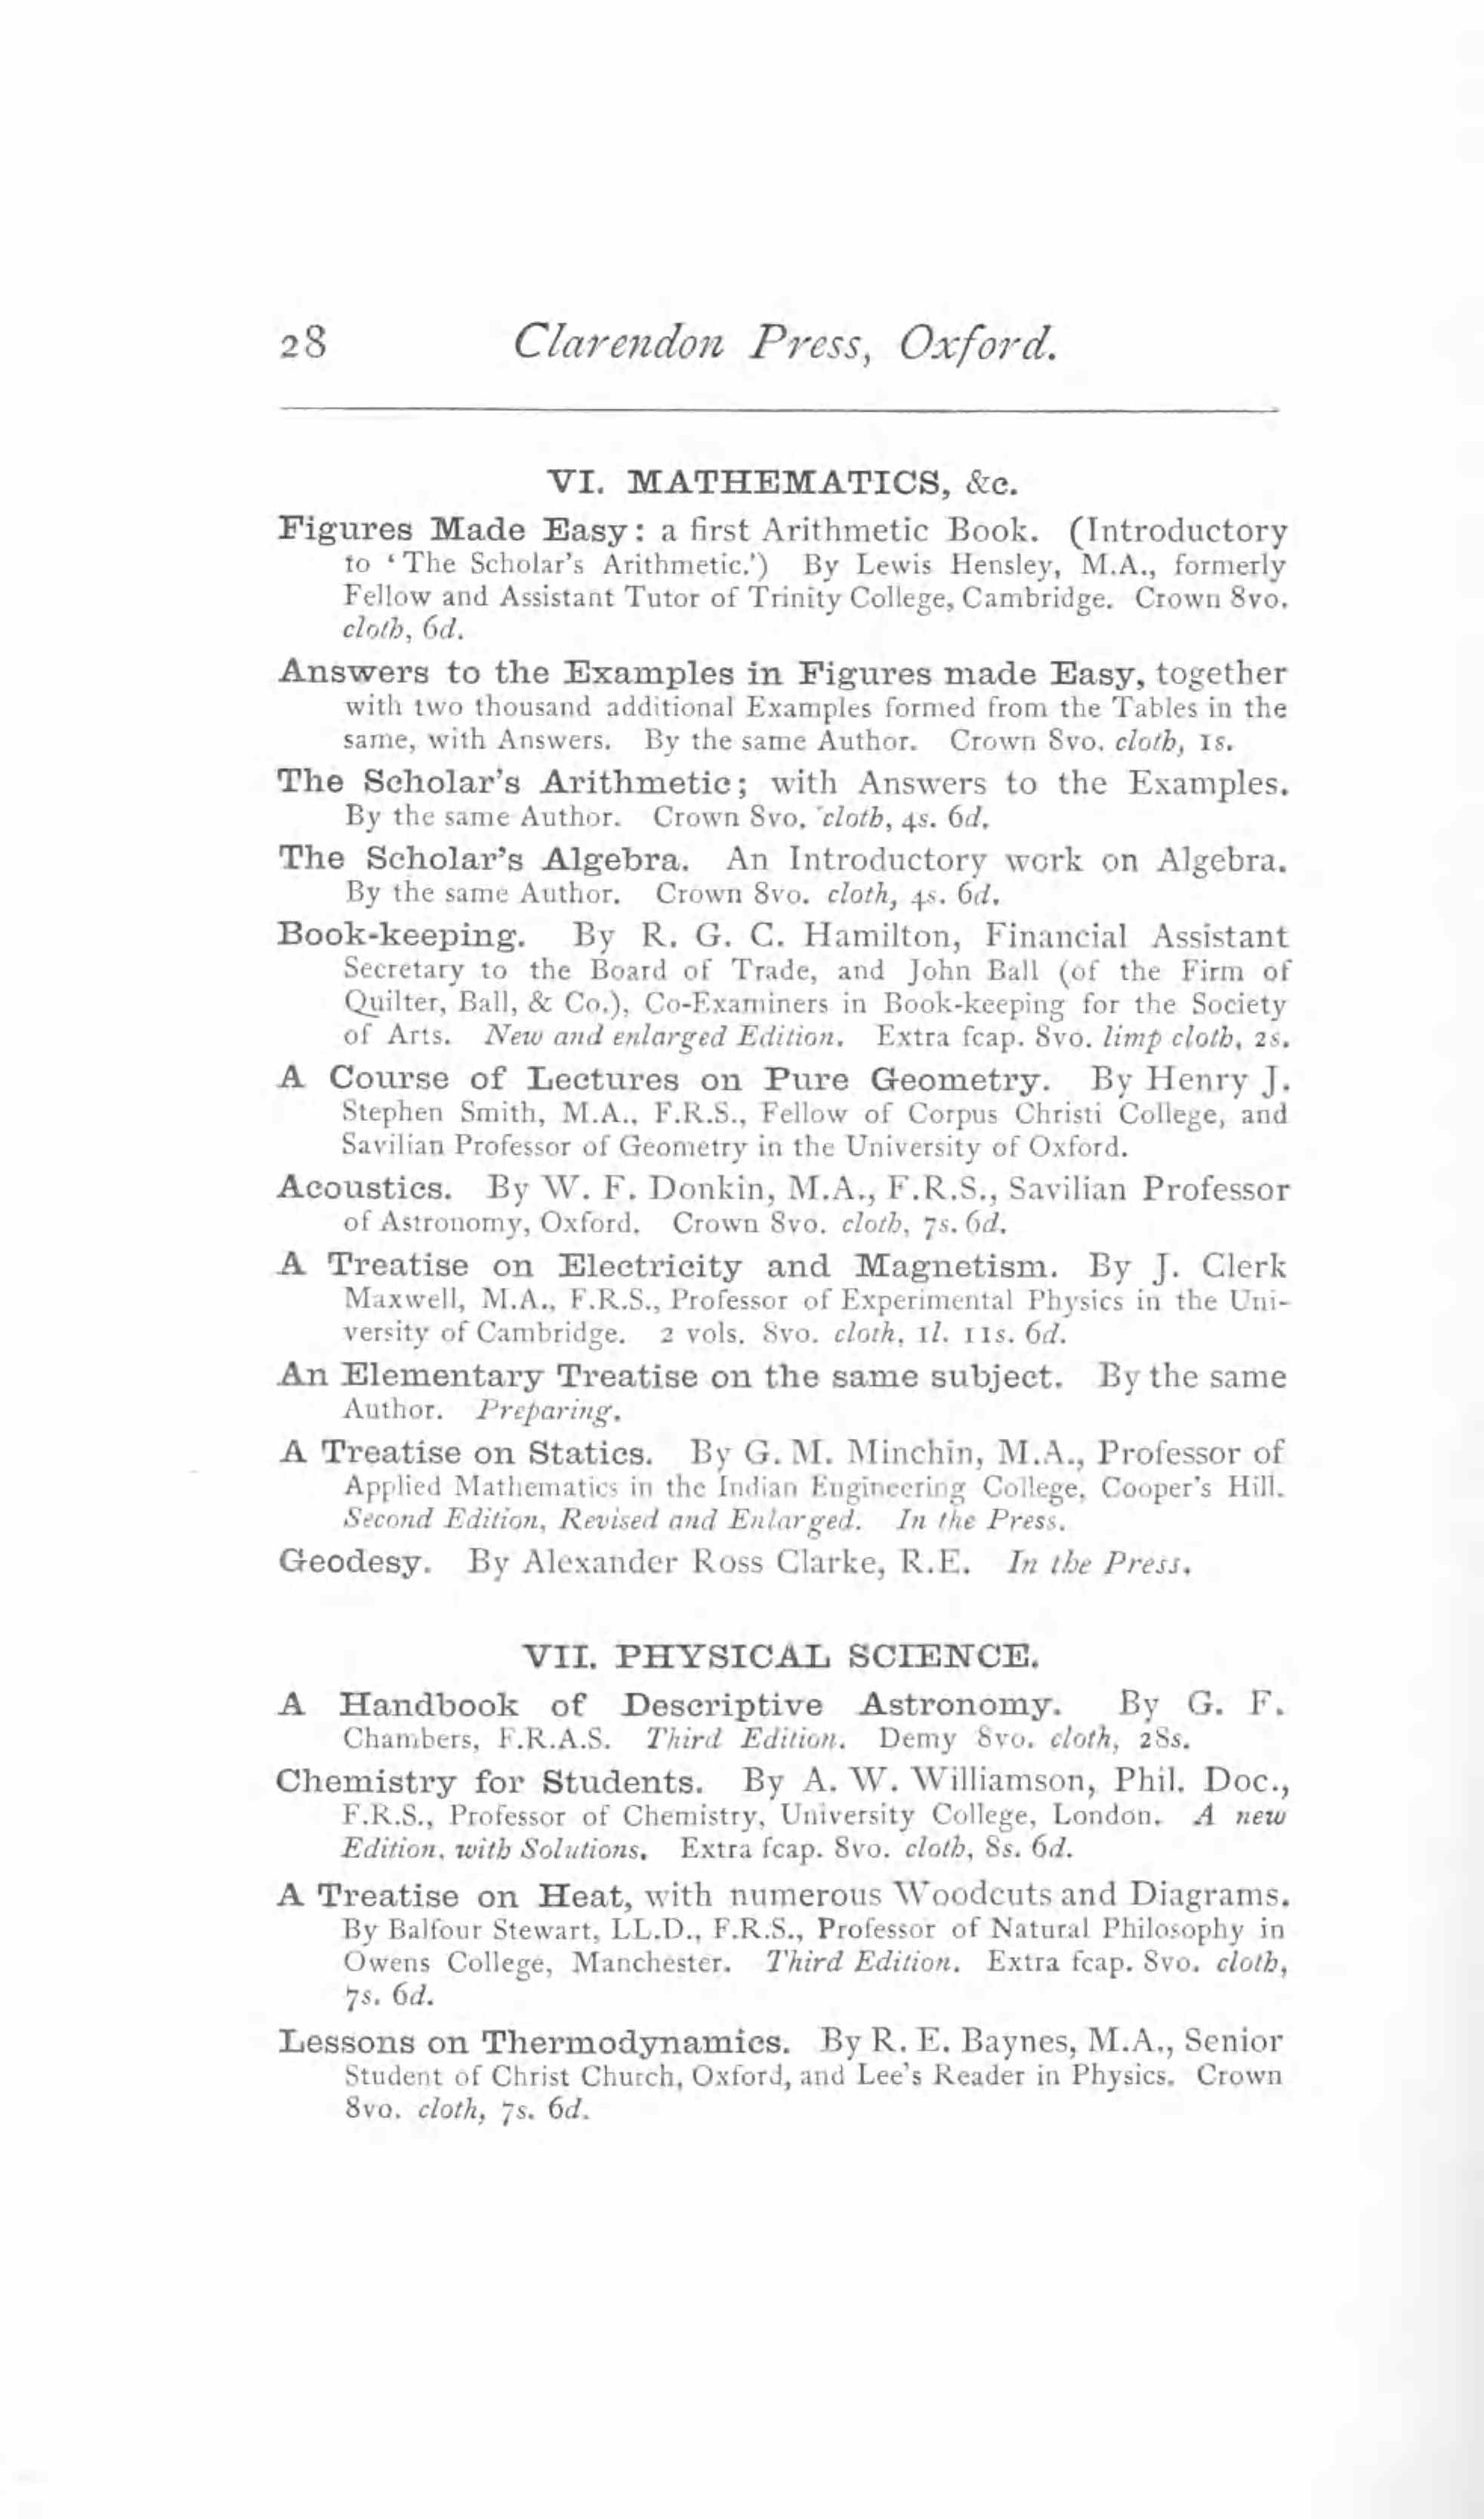 28 Clarendon Press, Oxford.
VI. MATHEMATICS, &c.
Figures Made Easy: a first Arithmetic Book. (Introductory
to 'The Scholar's Arithmetic.') By Lewis Hensley, M.A., formerly
Fellow and Assistant Tutor of Trinity College, Cambridge. Crown 8vo.
cloth, 6d.
Answers to the Examples in Figures made Easy, together
with two thousand additional Examples formed from the Tables in the
same, with Answers. By the same Author. Crown 8vo. cloth, 1s.
The Scholar's Arithmetic; with Answers to the Examples.
By the same Author. Crown 8vo. cloth, 4s. 6d.
The Scholar's Algebra. An Introductory work on Algebra.
By the same Author. Crown 8vo. cloth, 4s. 6d.
Book-keeping. By R. G. C. Hamilton, Financial Assistant
Secretary to the Board of Trade, and John Ball (of the Firm of
Quilter, Ball, & Co.), Co-Examiners in Book-keeping for the Society
of Arts. New and enlarged Edition. Extra fcap. 8vo. limp cloth, 2s.
A Course of Lectures on Pure Geometry. By Henry J.
Stephen Smith, M.A., F.R.S., Fellow of Corpus Christi College, and
Savilian Professor of Geometry in the University of Oxford.
Acoustics. By W. F. Donkin, M.A., F.R.S., Savilian Professor
of Astronomy, Oxford. Crown 8vo. cloth, 7s. 6d.
A Treatise on Electricity and Magnetism. By J. Clerk
Maxwell, M.A., F.R.S., Professor of Experimental Physics in the Uni-
versity of Cambridge. 2 vols. 8vo. cloth, 1l. 11s. 6d.
An Elementary Treatise on the same subject. By the same
Author. Preparing.
A Treatise on Statics. By G. M. Minchin, M.A., Professor of
Applied Mathematics in the Indian Engineering College, Cooper's Hill.
Second Edition, Revised and Enlarged. In the Press.
Geodesy. By Alexander Ross Clarke, R.E. In the Press.
VII. PHYSICAL SCIENCE.
A Handbook of Descriptive Astronomy. By G. F.
Chambers, F.R.A.S. Third Edition. Demy 8vo. cloth, 28s.
Chemistry for Students. By A. W. Williamson, Phil. Doc.,
F.R.S., Professor of Chemistry, University College, London. A new
Edition, with Solutions. Extra fcap. 8vo. cloth, 8s. 6d.
A Treatise on Heat, with numerous Woodcuts and Diagrams.
By Balfour Stewart, LL.D., F.R.S., Professor of Natural Philosophy in
Owens College, Manchester. Third Edition. Extra fcap. 8vo. cloth,
7s. 6d.
Lessons on Thermodynamics. By R. E. Baynes, M.A., Senior
Student of Christ Church, Oxford, and Lee's Reader in Physics. Crown
8vo. cloth, 7s. 6d.